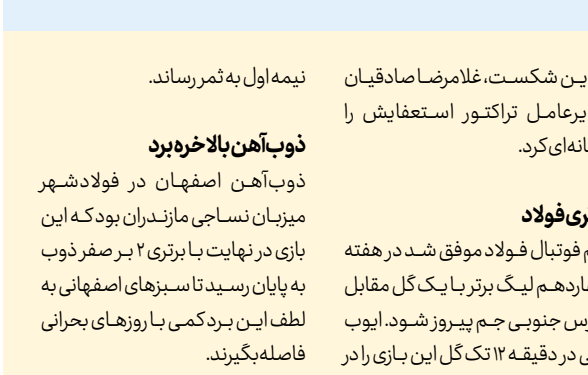 ین شکست، غلامرضا صادقیان
یرعامل تراکتور استعفایش را
انه‌ای کرد.
ری فولاد
م فوتبال فولاد موفق شد در هفته
اردهم لیگ برتر با یک گل مقابل
رس جنوبی جم پیروز شود. ایوب
ی در دقیقه ۱۲ تک گل این بازی را در
نیمه اول به ثمر رساند.
ذوب‌آهن بالاخره برد
ذوب‌آهن اصفهان در فولادشهر
میزبان نساجی مازندران بود که این
بازی در نهایت با برتری ۲ بر صفر ذوب
به پایان رسید تا سبزهای اصفهانی به
لطف این برد کمی با روزهای بحرانی
فاصله بگیرند.